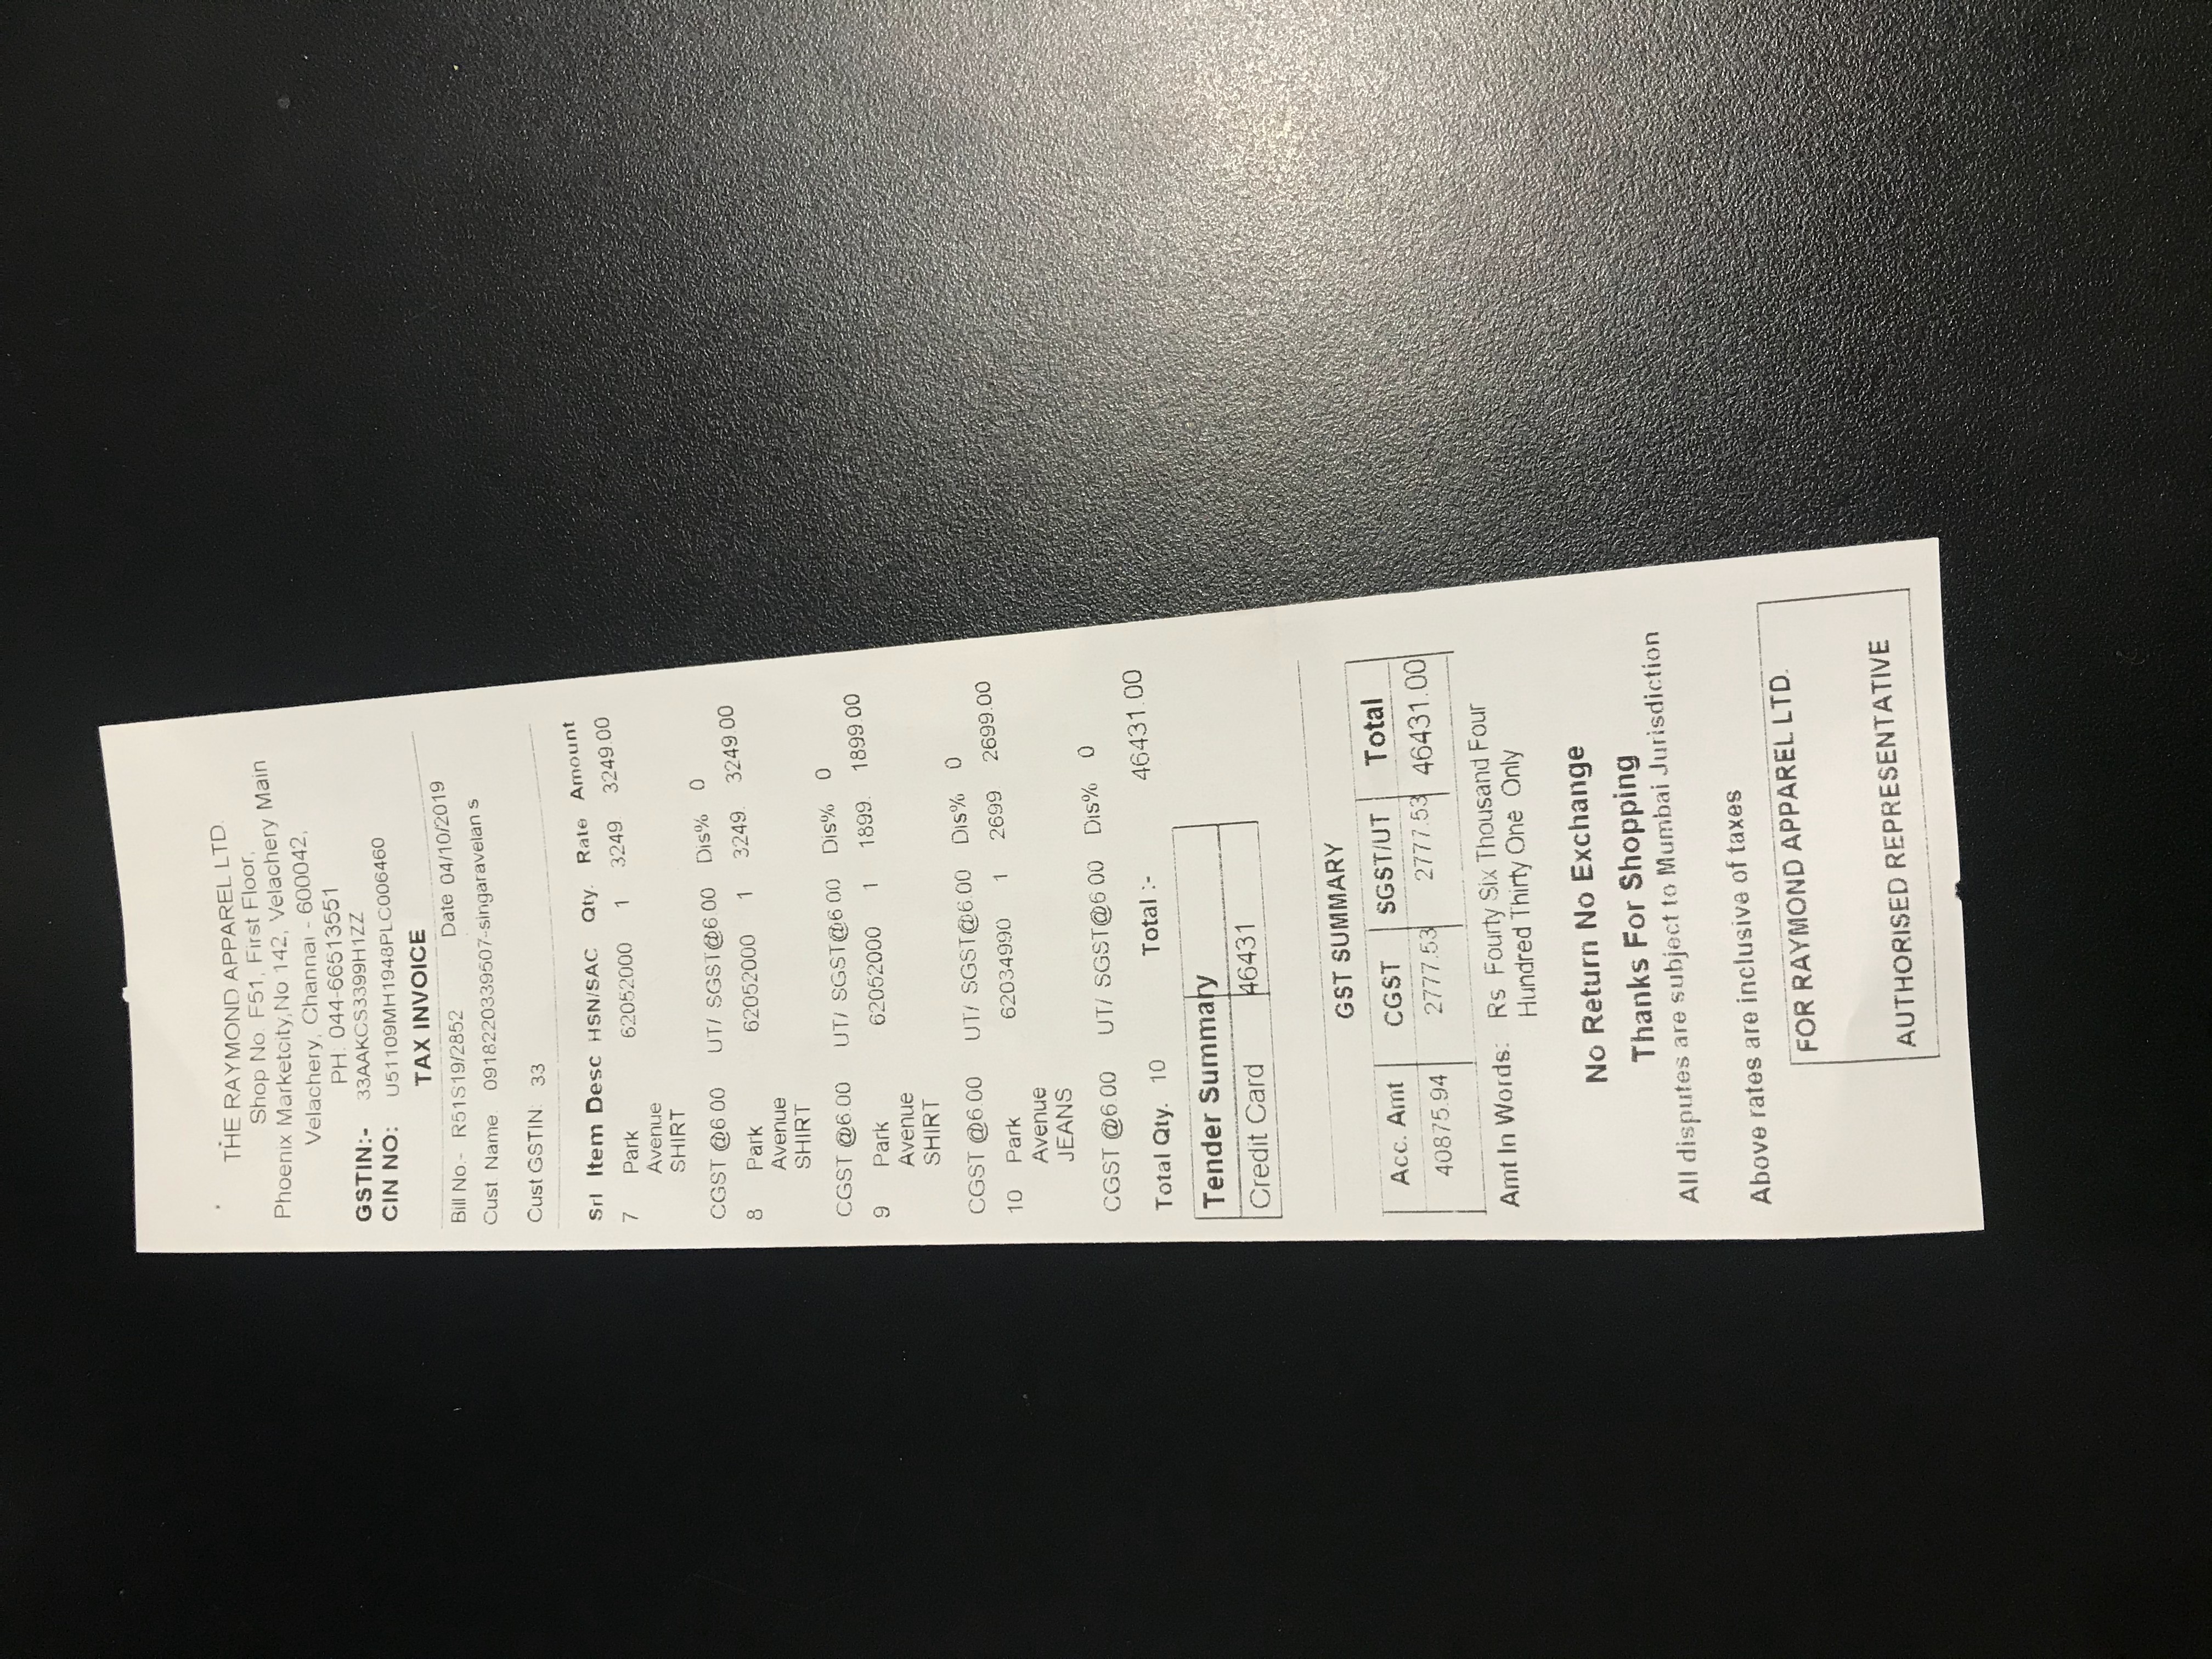 THE RAYMOND APPAREL LTD.
Shop No. F51, First Floor,
Phoenix Marketcity,No 142, Velachery Main
Velachery, Channai - 600042,
PH: 044-66513551
GSTIN:- 33AAKCS3399H1ZZ
CIN NO: U51109MH1948PLC006460
TAX INVOICE
Bill No.- R51S19/2852 Date 04/10/2019
Cust. Name. 0918220339507-singaravelan s
Cust GSTIN: 33
Srl Item Desc HSN/SAC Qty. Rate Amount
7 Park 62052000 1 3249. 3249.00
Avenue
SHIRT
CGST @6.00 UT/ SGST@6.00 Dis% 0
8 Park 62052000 1 3249. 3249.00
Avenue
SHIRT
CGST @6.00 UT/ SGST@6.00 Dis% 0
9 Park 62052000 1 1899. 1899.00
Avenue
SHIRT
CGST @6.00 UT/ SGST@6.00 Dis% 0
10 Park 62034990 1 2699 2699.00
Avenue
JEANS
CGST @6.00 UT/ SGST@6.00 Dis% 0
Total Qty. 10 Total :- 46431.00
Tender Summary
Credit Card 46431
GST SUMMARY
Acc. Amt CGST SGST/UT Total
40875.94 2777.53 2777.53 46431.00
Amt In Words: Rs Fourty Six Thousand Four
Hundred Thirty One Only
No Return No Exchange
Thanks For Shopping
All disputes are subject to Mumbai Jurisdiction
Above rates are inclusive of taxes
FOR RAYMOND APPAREL LTD.
AUTHORISED REPRESENTATIVE